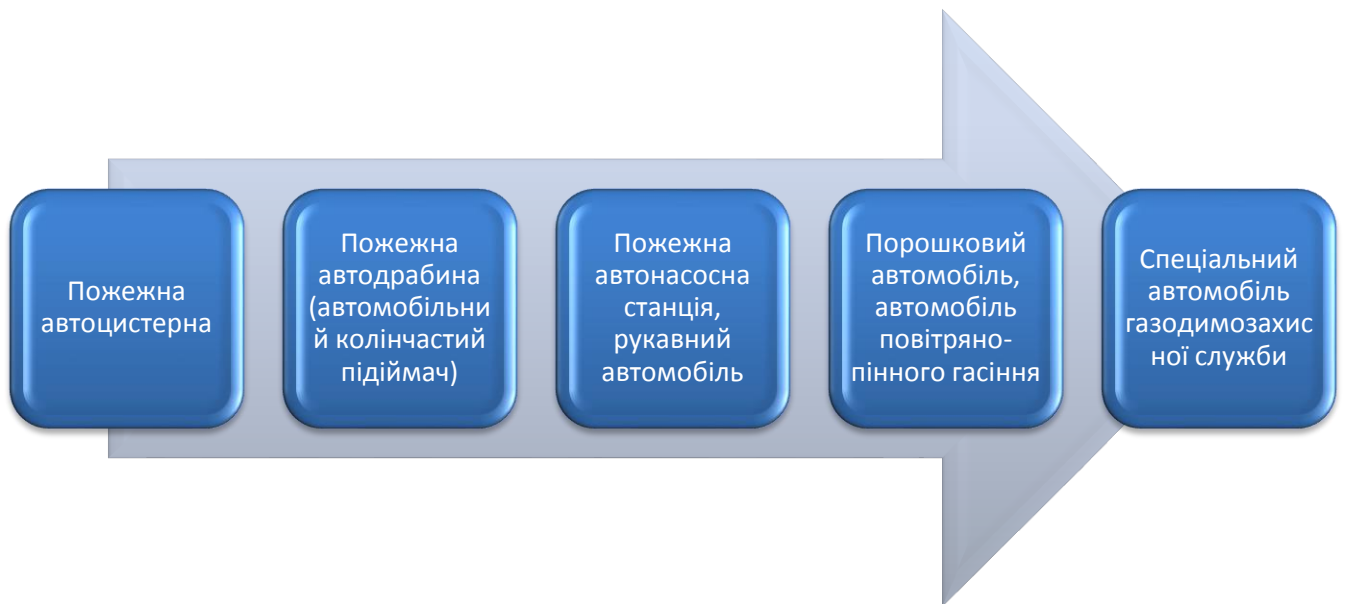 Пожежна
автоцистерна
Пожежна
автодрабина
(автомобільни
й колінчастий
підіймач)
Пожежна
автонасосна
станція,
рукавний
автомобіль
Порошковий
автомобіль,
автомобіль
повітряно-
пінного гасіння
Спеціальний
автомобіль
газодимозахис
ної служби